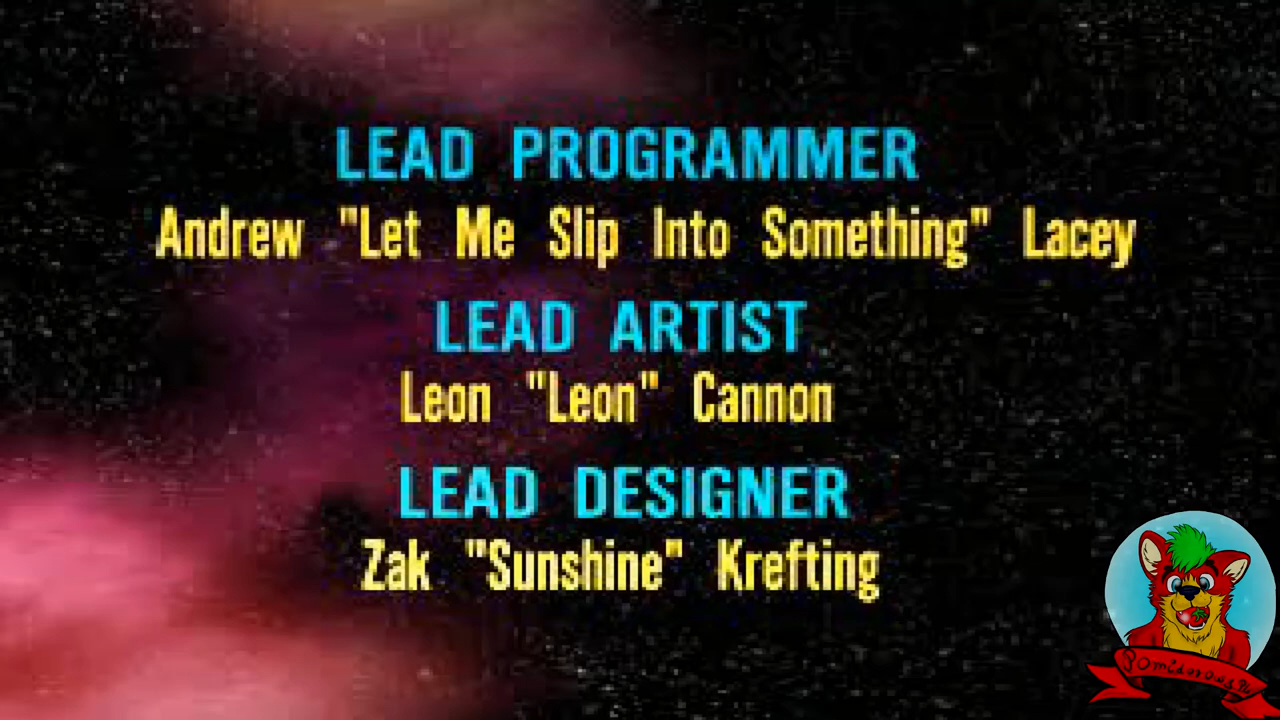 LEAD PROGRAMMER
Andrew "Let Me Slip Into Something" Lacey
LEAD ARTIST
Leon "Leon" Cannon
LEAD DESIGNER
Zak "Sunshine" Krefting